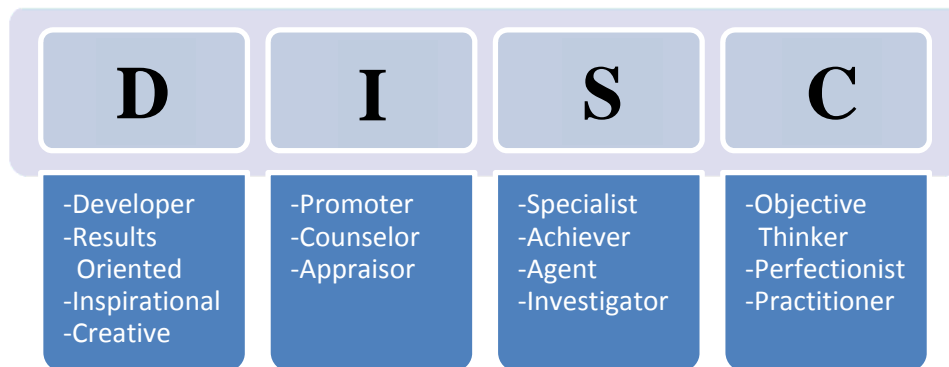 D
I
S
C
-Developer
-Results
Oriented
-Inspirational
-Creative
-Promoter
-Counselor
-Appraisor
-Specialist
-Achiever
-Agent
-Investigator
-Objective
Thinker
-Perfectionist
-Practitioner